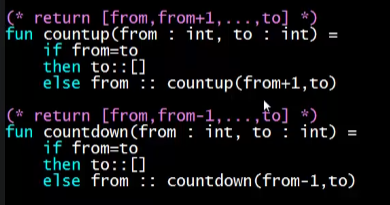 (* return [from,from+1,...,to] *)
fun countup(from : int, to : int) =
if from=to
then to::[]
else from :: countup(from+1,to)
(* return [from,from-1,...,to] *)
fun countdown(from : int, to : int) =
if from=to
then to::[]
else from :: countdown(from-1,to)